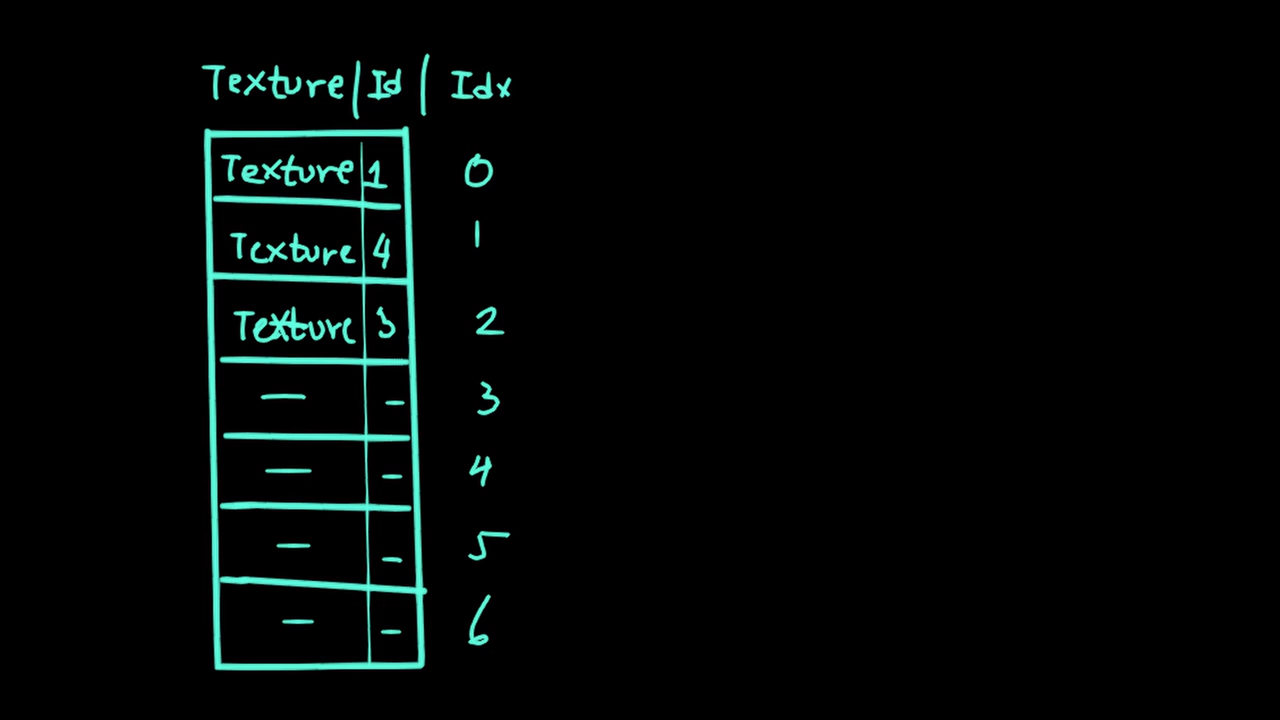 Texture | Id | Idx
Texture 1 0
Texture 4 1
Texture 3 2
— - 3
— - 4
— - 5
— - 6